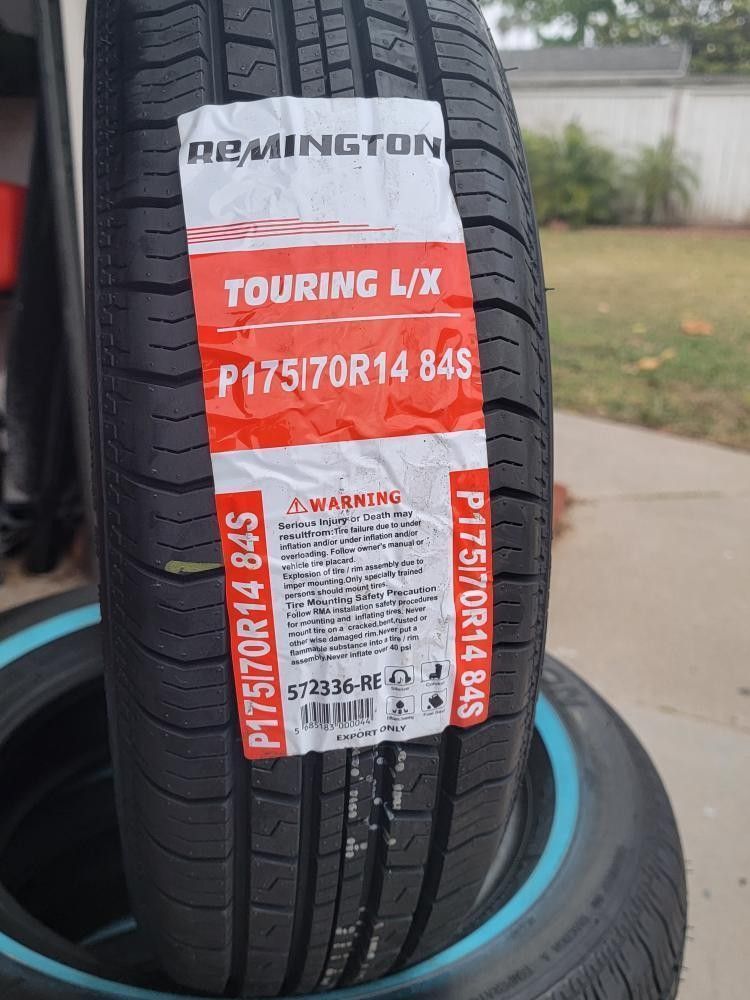 REMINGTON
TOURING L/X
P175/70R14 84S
P175/70R14 84S
P175/70R14 84S
WARNING
Serious Injury or Death may
resultfrom:Tire failure due to under
inflation and/or under inflation and/or
overloading. Follow owner's manual or
vehicle tire placard.
Explosion of tire / rim assembly due to
imper mounting.Only specially trained
persons should mount tires.
Tire Mounting Safety Precaution
Follow RMA installation safety procedures
for mounting and inflating tires. Never
mount tire on a cracked,bent,rusted or
other wise damaged rim.Never put a
flammable substance into a tire / rim
assembly.Never inflate over 40 psi
572336-RE
5 685183 000044
EXPORT ONLY